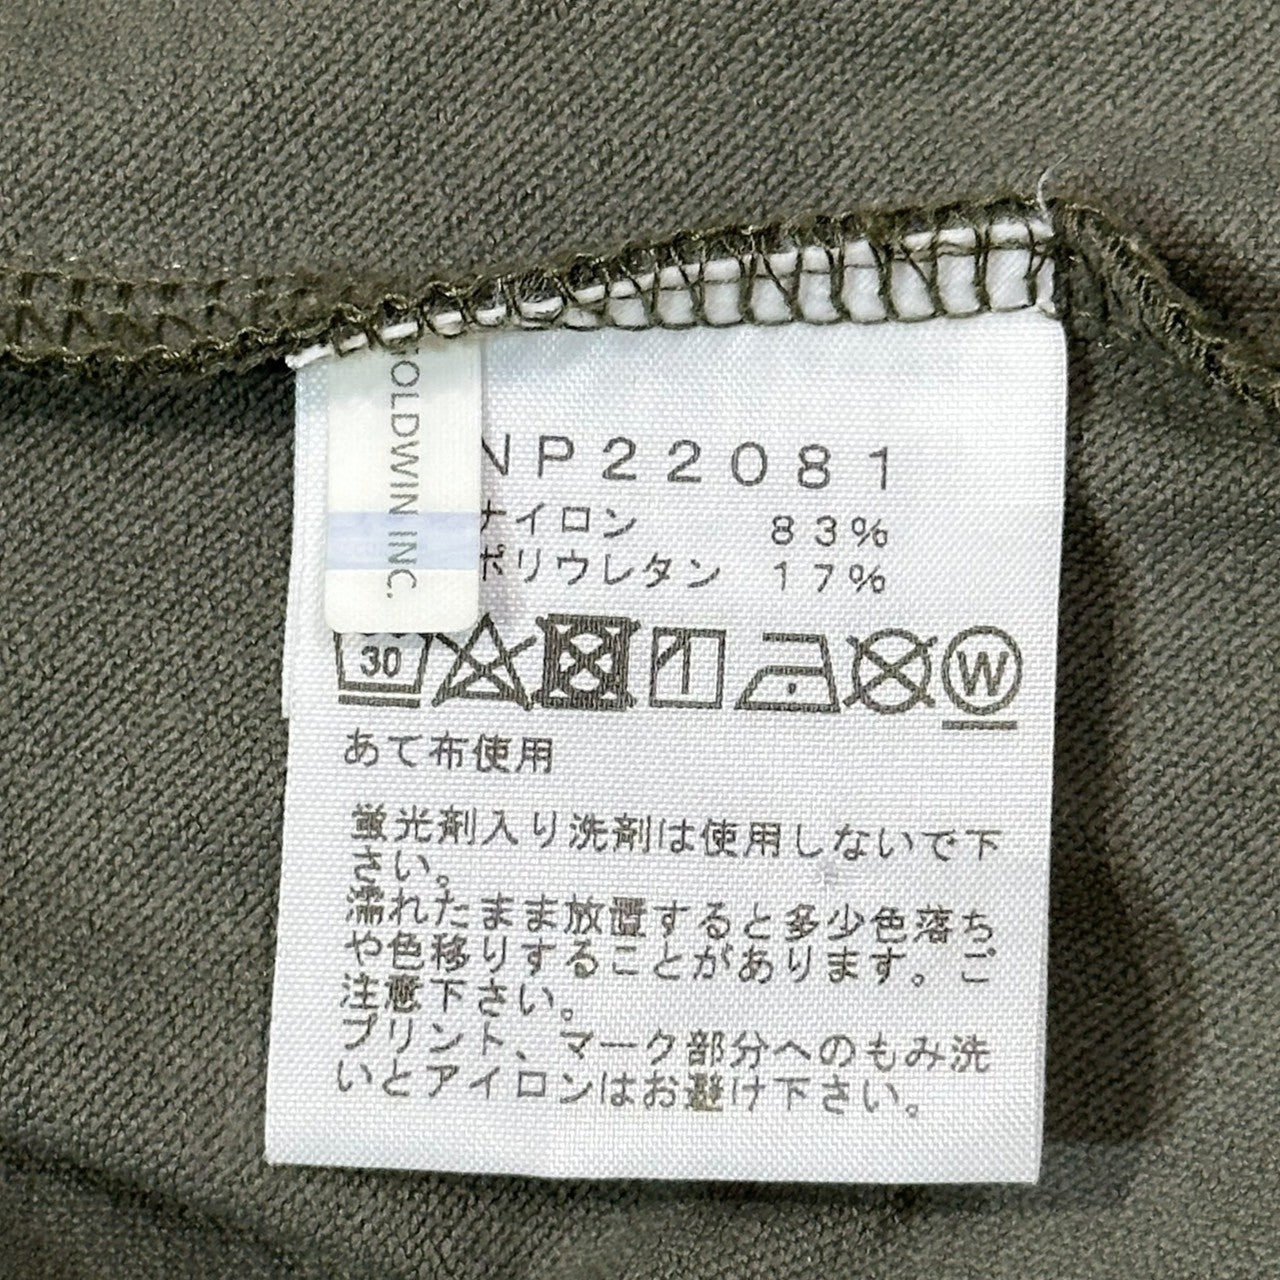 GOLDWIN INC.
NP22081
ナイロン 83%
ポリウレタン 17%
30
W
あて布使用
蛍光剤入り洗剤は使用しないで下
さい。
濡れたまま放置すると多少色落ち
や色移りすることがあります。ご
注意下さい。
プリント、マーク部分へのもみ洗
いとアイロンはお避け下さい。